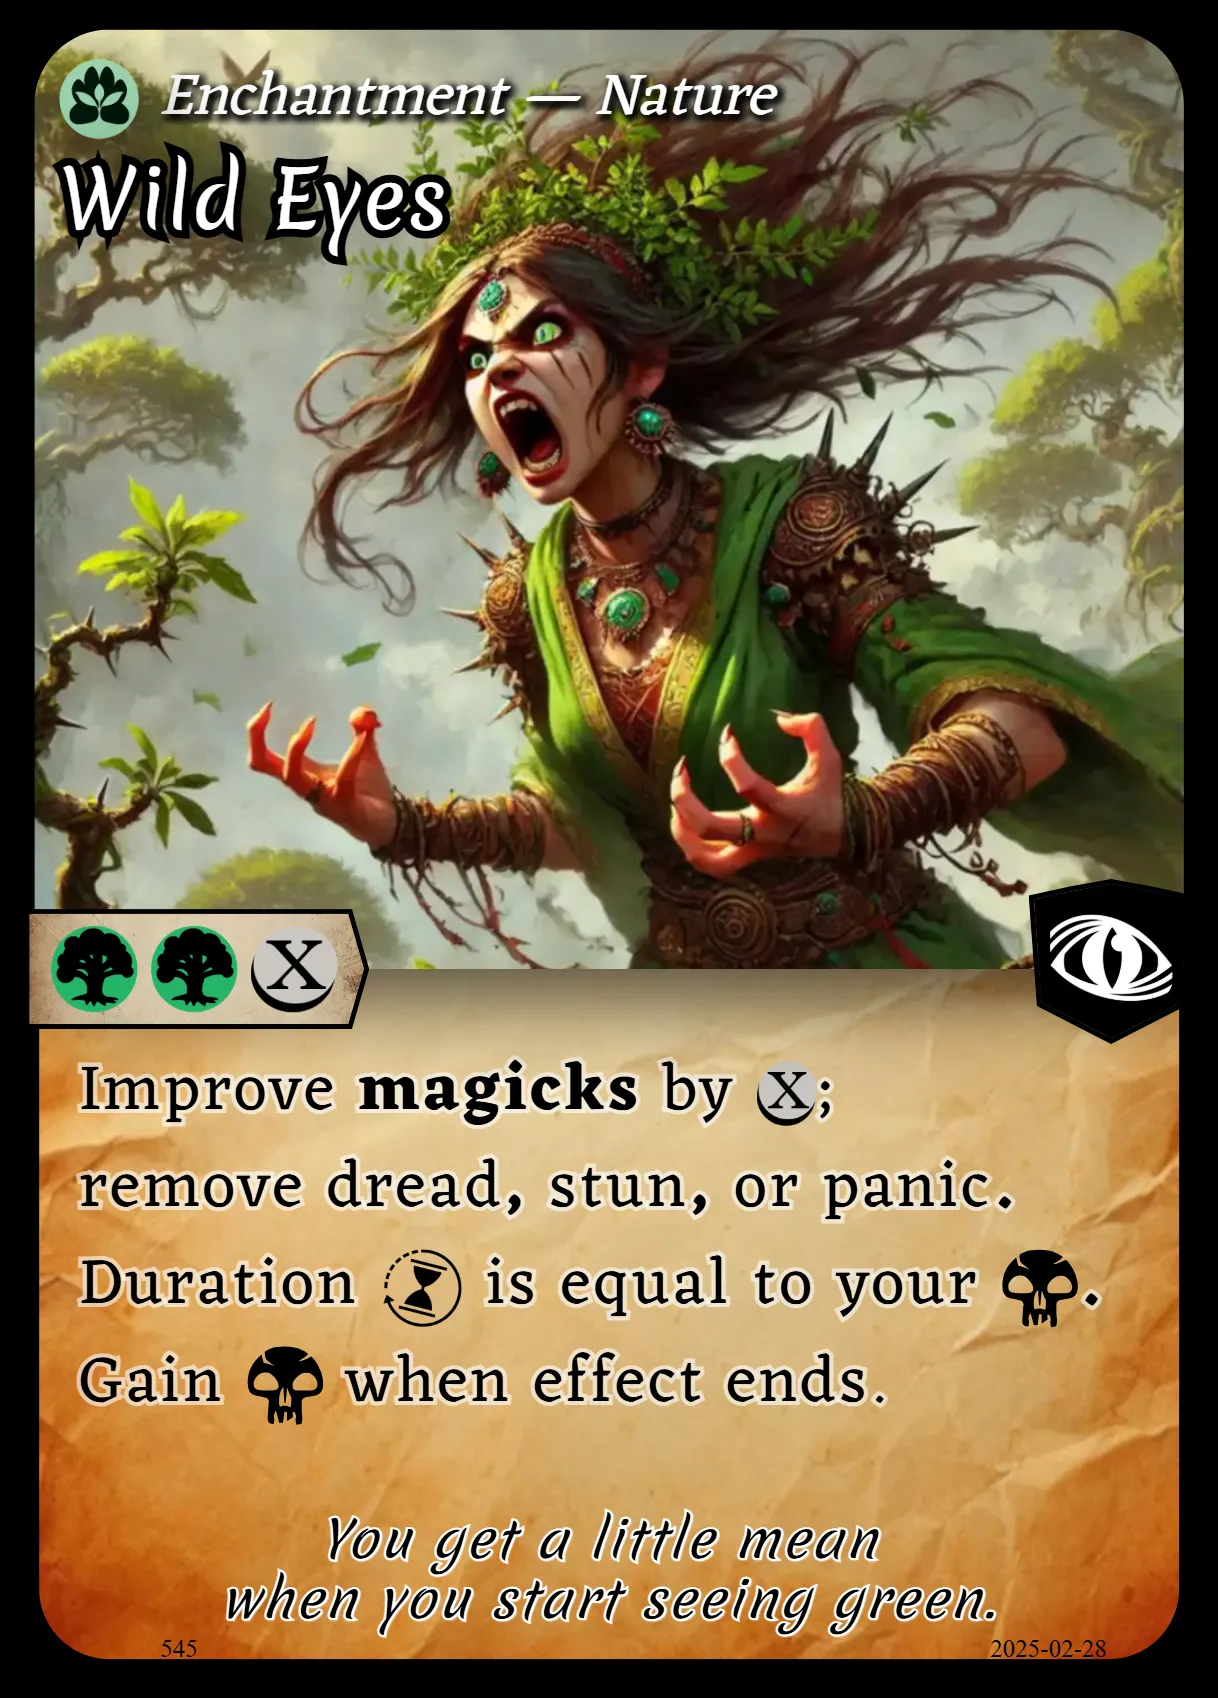 Enchantment — Nature
Wild Eyes
X
Improve magicks by X;
remove dread, stun, or panic.
Duration is equal to your .
Gain when effect ends.
You get a little mean
when you start seeing green.
545 2025-02-28